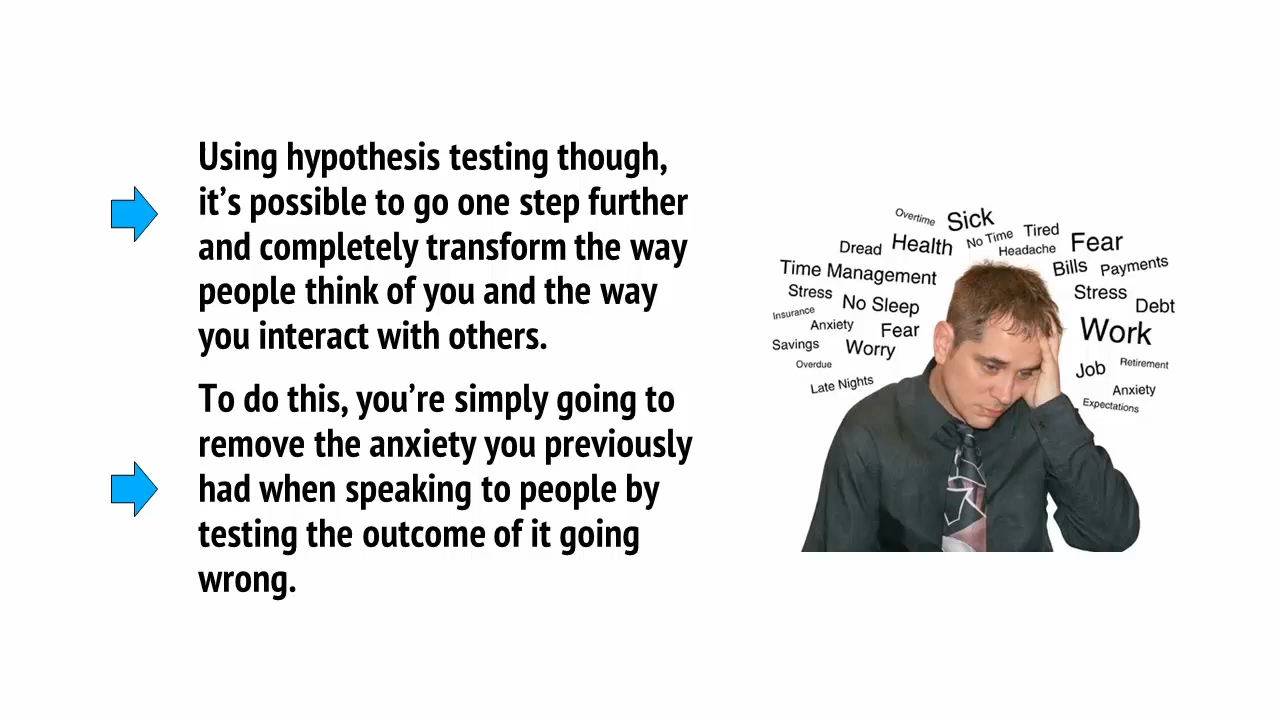 Using hypothesis testing though,
it’s possible to go one step further
and completely transform the way
people think of you and the way
you interact with others.
To do this, you’re simply going to
remove the anxiety you previously
had when speaking to people by
testing the outcome of it going
wrong.
Overtime
Sick
No Time
Tired
Dread
Health
Headache
Fear
Time Management
Bills
Payments
Stress
No Sleep
Stress
Debt
Insurance
Anxiety
Fear
Work
Savings
Worry
Overdue
Job
Retirement
Late Nights
Anxiety
Expectations